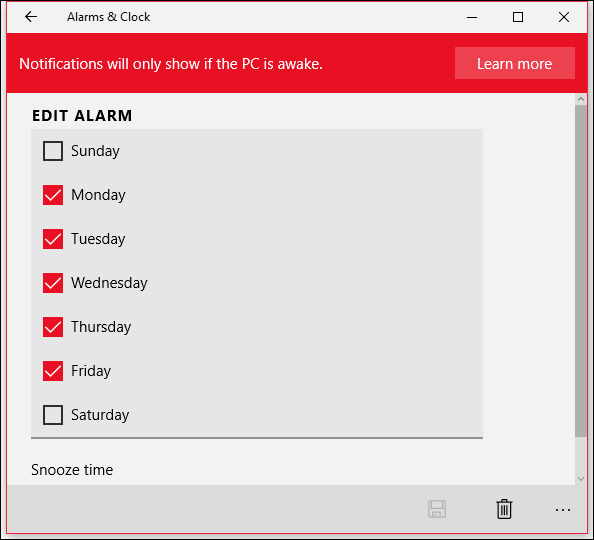 Alarms & Clock
Notifications will only show if the PC is awake.
Learn more
EDIT ALARM
Sunday
Monday
Tuesday
Wednesday
Thursday
Friday
Saturday
Snooze time